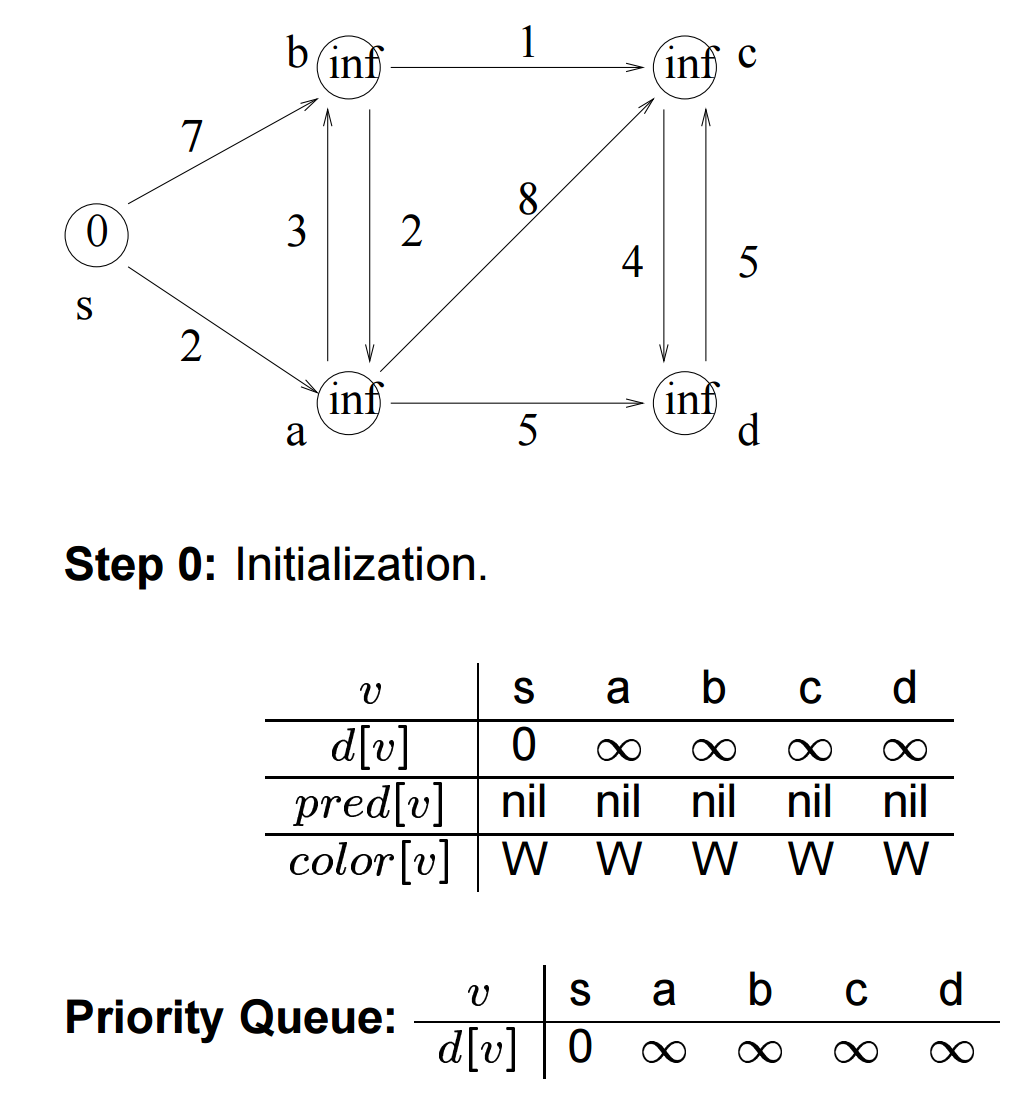 b inf 1 inf c
7
8
0 3 2
4 5
s
2
inf inf
a 5 d
Step 0: Initialization.
v s a b c d
d[v] 0 ∞ ∞ ∞ ∞
pred[v] nil nil nil nil nil
color[v] W W W W W
Priority Queue: v s a b c d
d[v] 0 ∞ ∞ ∞ ∞